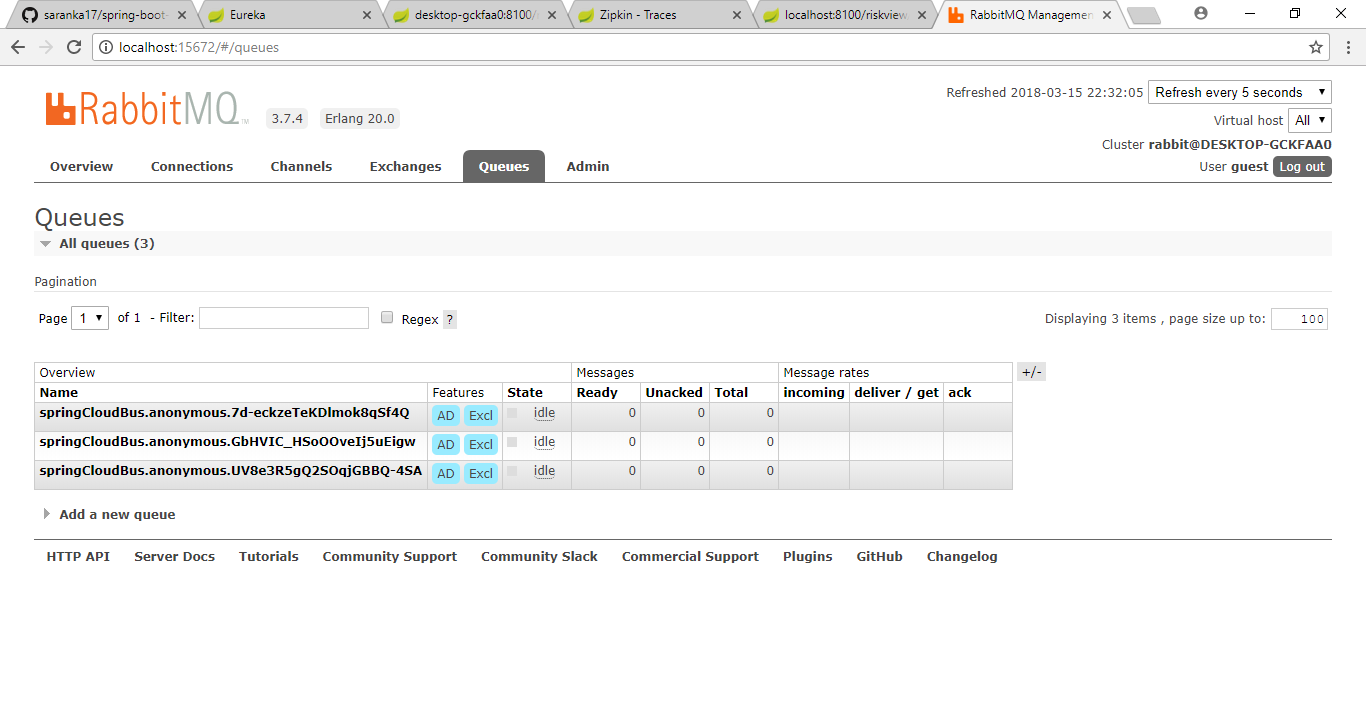 saranka17/spring-boot- Eureka desktop-gckfaa0:8100/ Zipkin - Traces localhost:8100/riskview RabbitMQ Managemen
localhost:15672/#/queues
RabbitMQ TM 3.7.4 Erlang 20.0
Refreshed 2018-03-15 22:32:05 Refresh every 5 seconds
Virtual host All
Cluster rabbit@DESKTOP-GCKFAA0
User guest Log out
Overview Connections Channels Exchanges Queues Admin
Queues
All queues (3)
Pagination
Page 1 of 1 - Filter: Regex ? Displaying 3 items , page size up to: 100
Overview Messages Message rates +/-
Name Features State Ready Unacked Total incoming deliver / get ack
springCloudBus.anonymous.7d-eckzeTeKDlmok8qSf4Q AD Excl idle 0 0 0
springCloudBus.anonymous.GbHVIC_HSoOOveIj5uEigw AD Excl idle 0 0 0
springCloudBus.anonymous.UV8e3R5gQ2SOqjGBBQ-4SA AD Excl idle 0 0 0
Add a new queue
HTTP API Server Docs Tutorials Community Support Community Slack Commercial Support Plugins GitHub Changelog